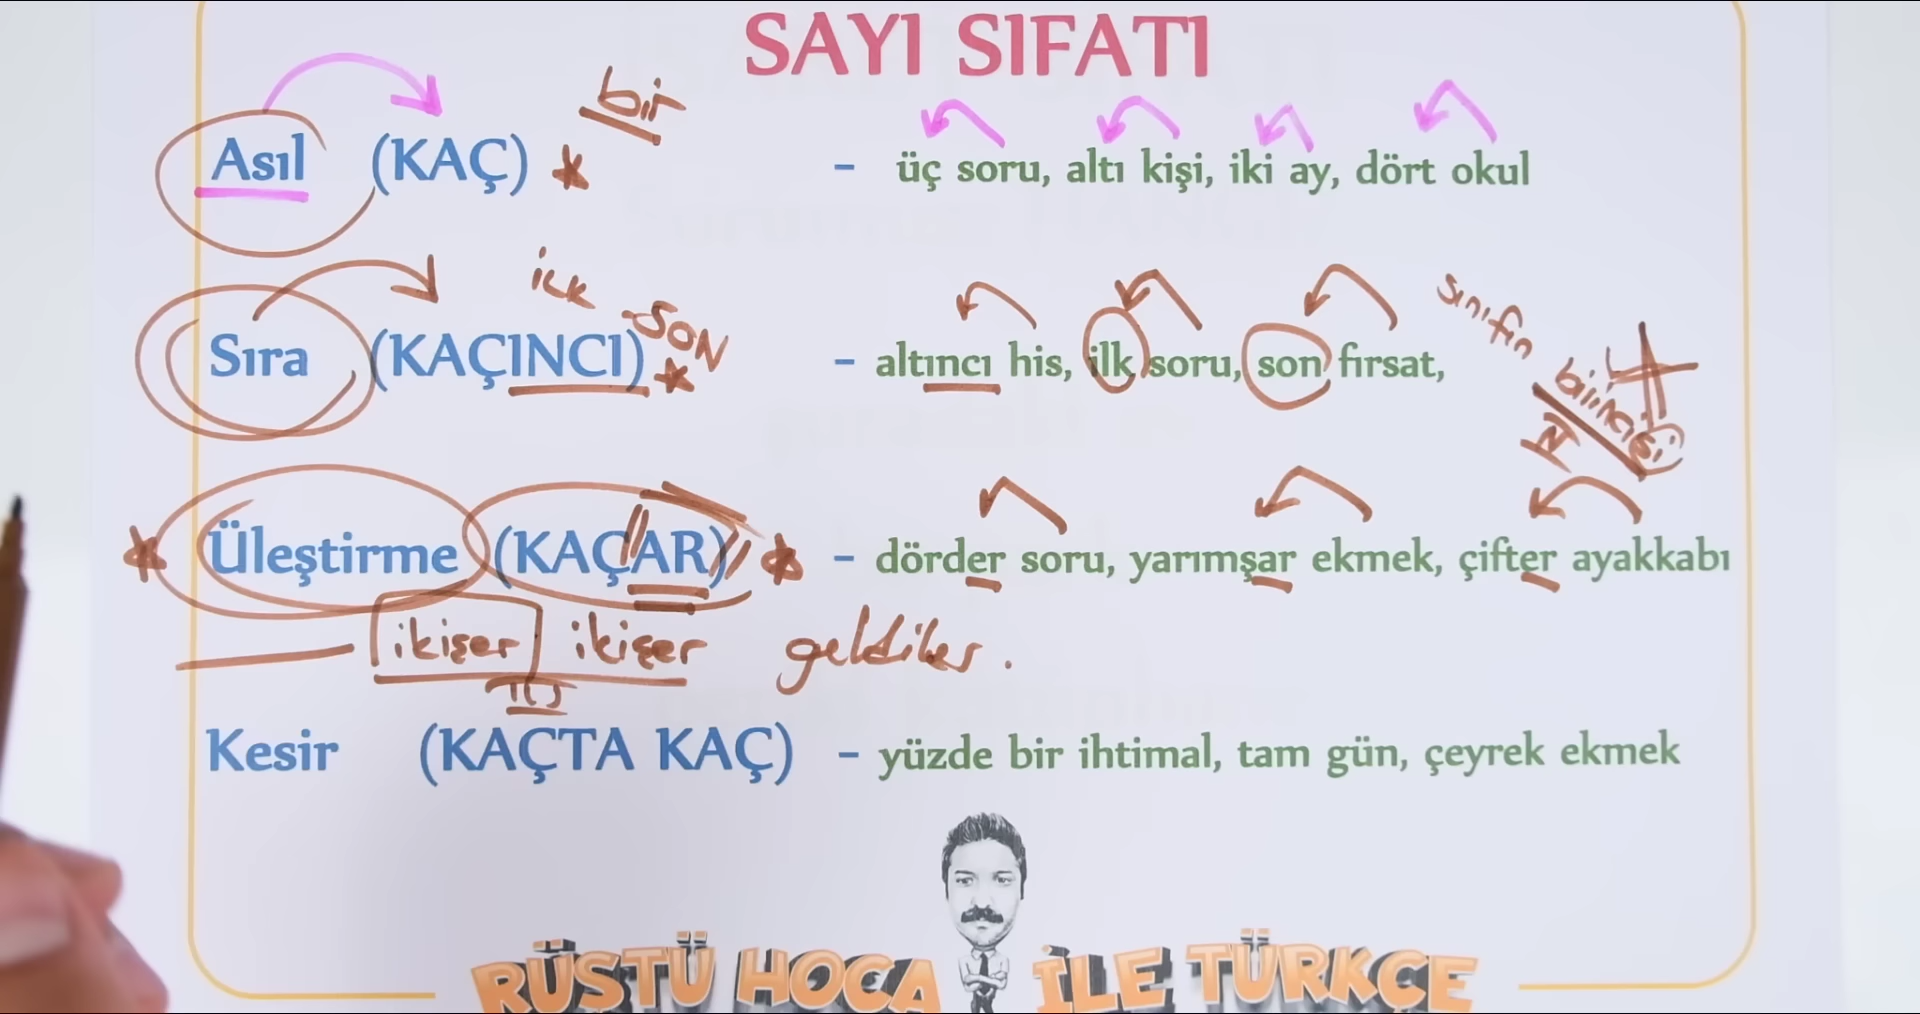 SAYI SIFATI
bir
Asıl (KAÇ) - üç soru, altı kişi, iki ay, dört okul
ilk
SON
Sıra (KAÇINCI) - altıncı his, ilk soru, son fırsat,
sınıfın
birincisi
Üleştirme (KAÇAR) - dörder soru, yarımşar ekmek, çifter ayakkabı
ikişer ikişer geldiler.
Kesir (KAÇTA KAÇ) - yüzde bir ihtimal, tam gün, çeyrek ekmek
RÜŞTÜ HOCA İLE TÜRKÇE